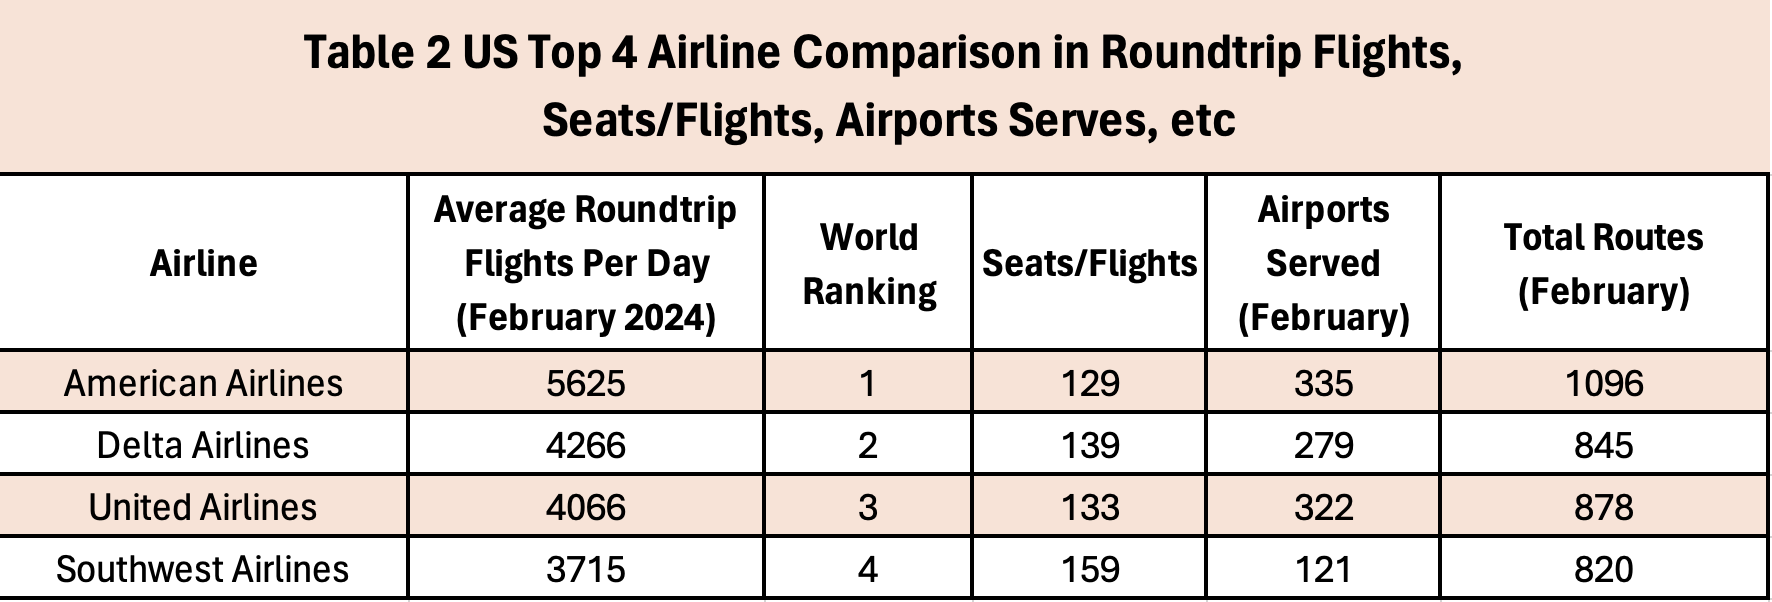 Table 2 US Top 4 Airline Comparison in Roundtrip Flights,
Seats/Flights, Airports Serves, etc
Airline
Average Roundtrip
Flights Per Day
(February 2024)
World
Ranking
Seats/Flights
Airports
Served
(February)
Total Routes
(February)
American Airlines 5625 1 129 335 1096
Delta Airlines 4266 2 139 279 845
United Airlines 4066 3 133 322 878
Southwest Airlines 3715 4 159 121 820